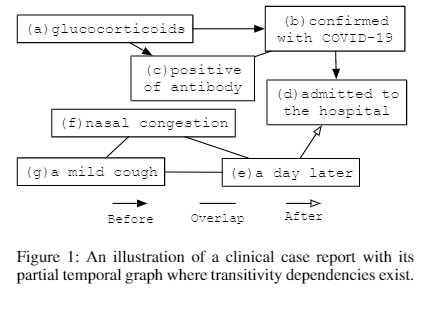 (a)glucocorticoids
(b)confirmed
with COVID-19
(c)positive
of antibody
(d)admitted to
the hospital
(f)nasal congestion
(g)a mild cough
(e)a day later
Before
Overlap
After
Figure 1: An illustration of a clinical case report with its
partial temporal graph where transitivity dependencies exist.